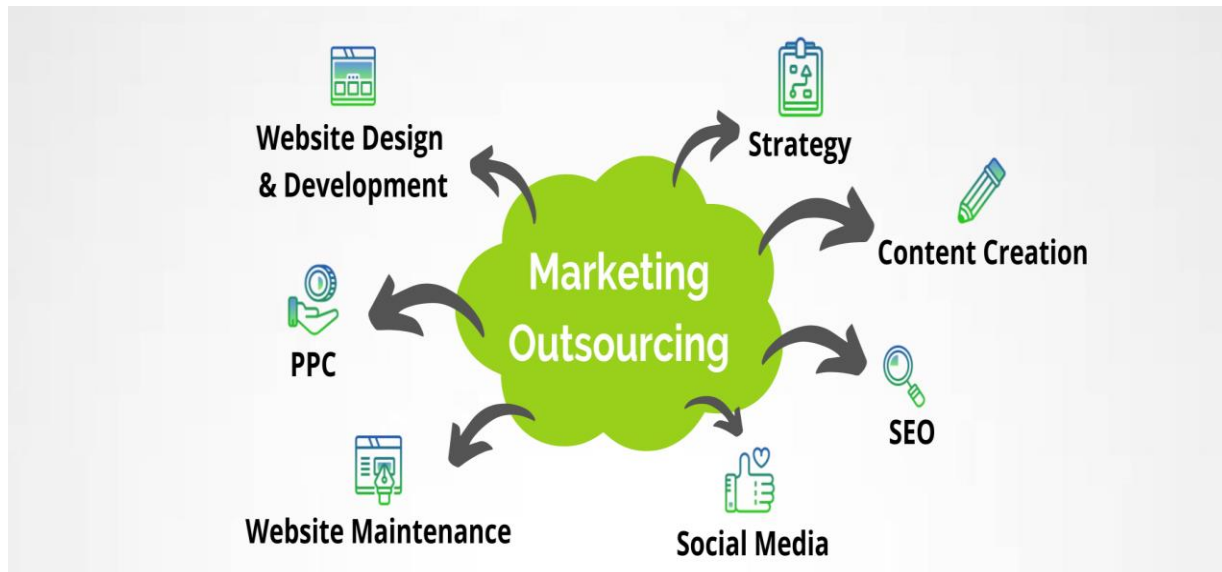 Website Design
& Development
Strategy
Content Creation
Marketing
Outsourcing
PPC
SEO
Website Maintenance
Social Media